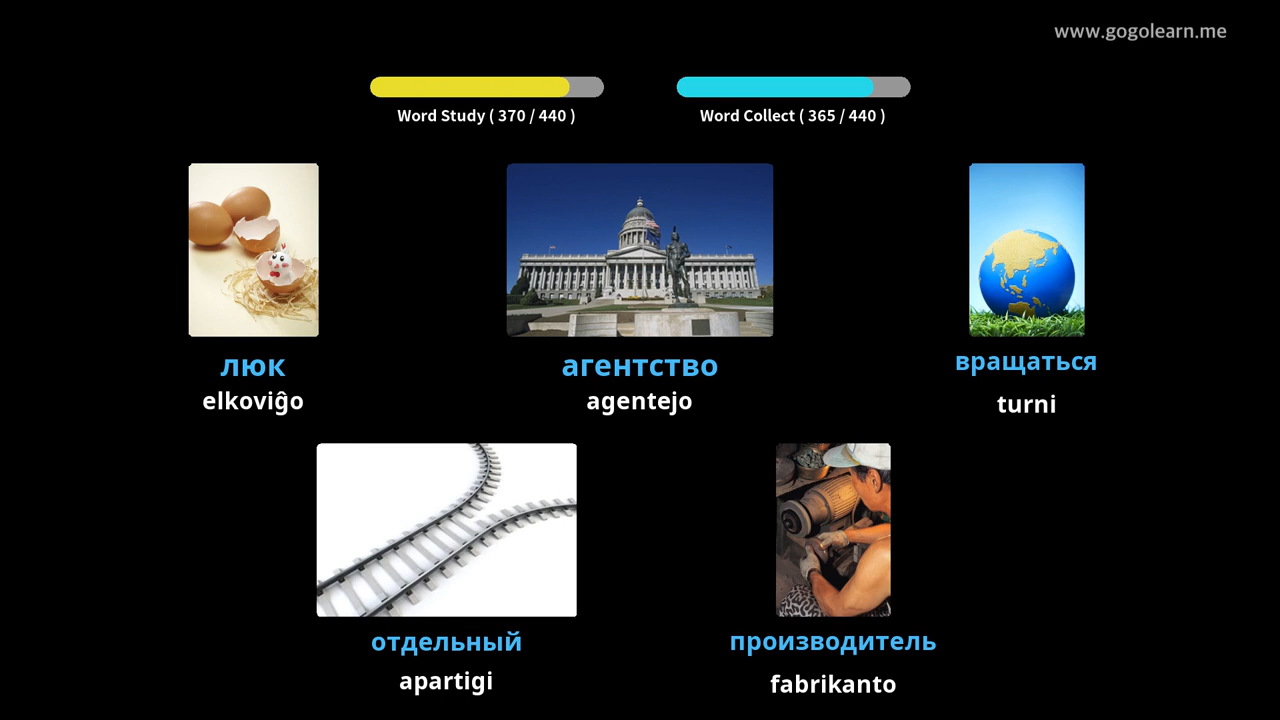 www.gogolearn.me
Word Study ( 370 / 440 )
Word Collect ( 365 / 440 )
люк
elkoviĝo
агентство
agentejo
вращаться
turni
отдельный
apartigi
производитель
fabrikanto